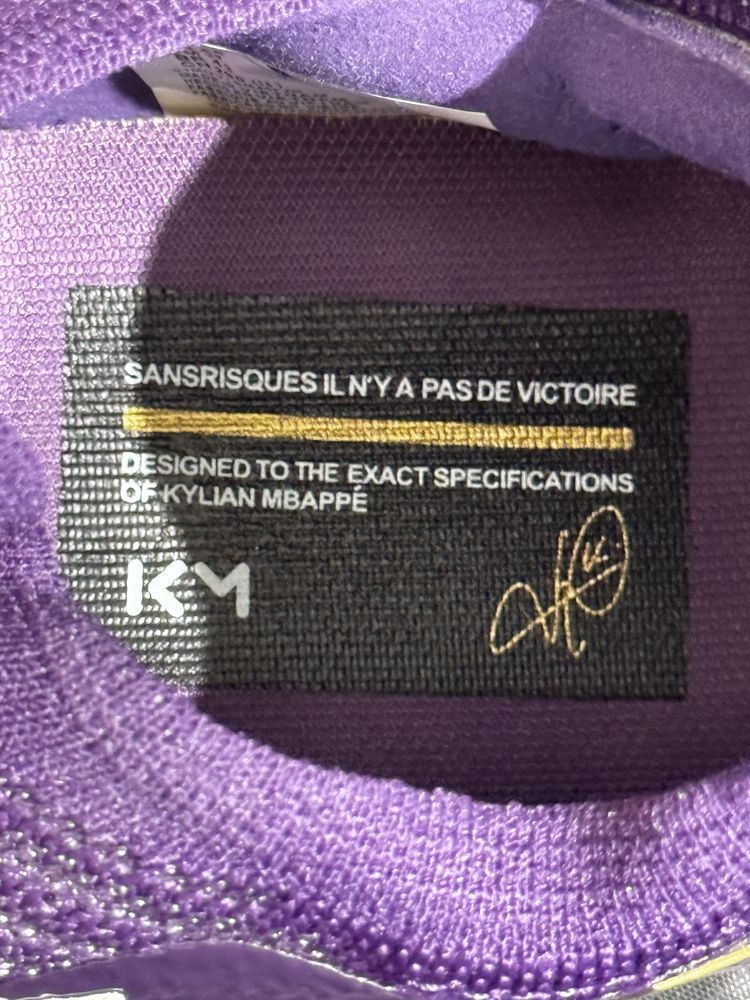 SANSRISQUES IL N'Y A PAS DE VICTOIRE
DESIGNED TO THE EXACT SPECIFICATIONS
OF KYLIAN MBAPPÉ
KM